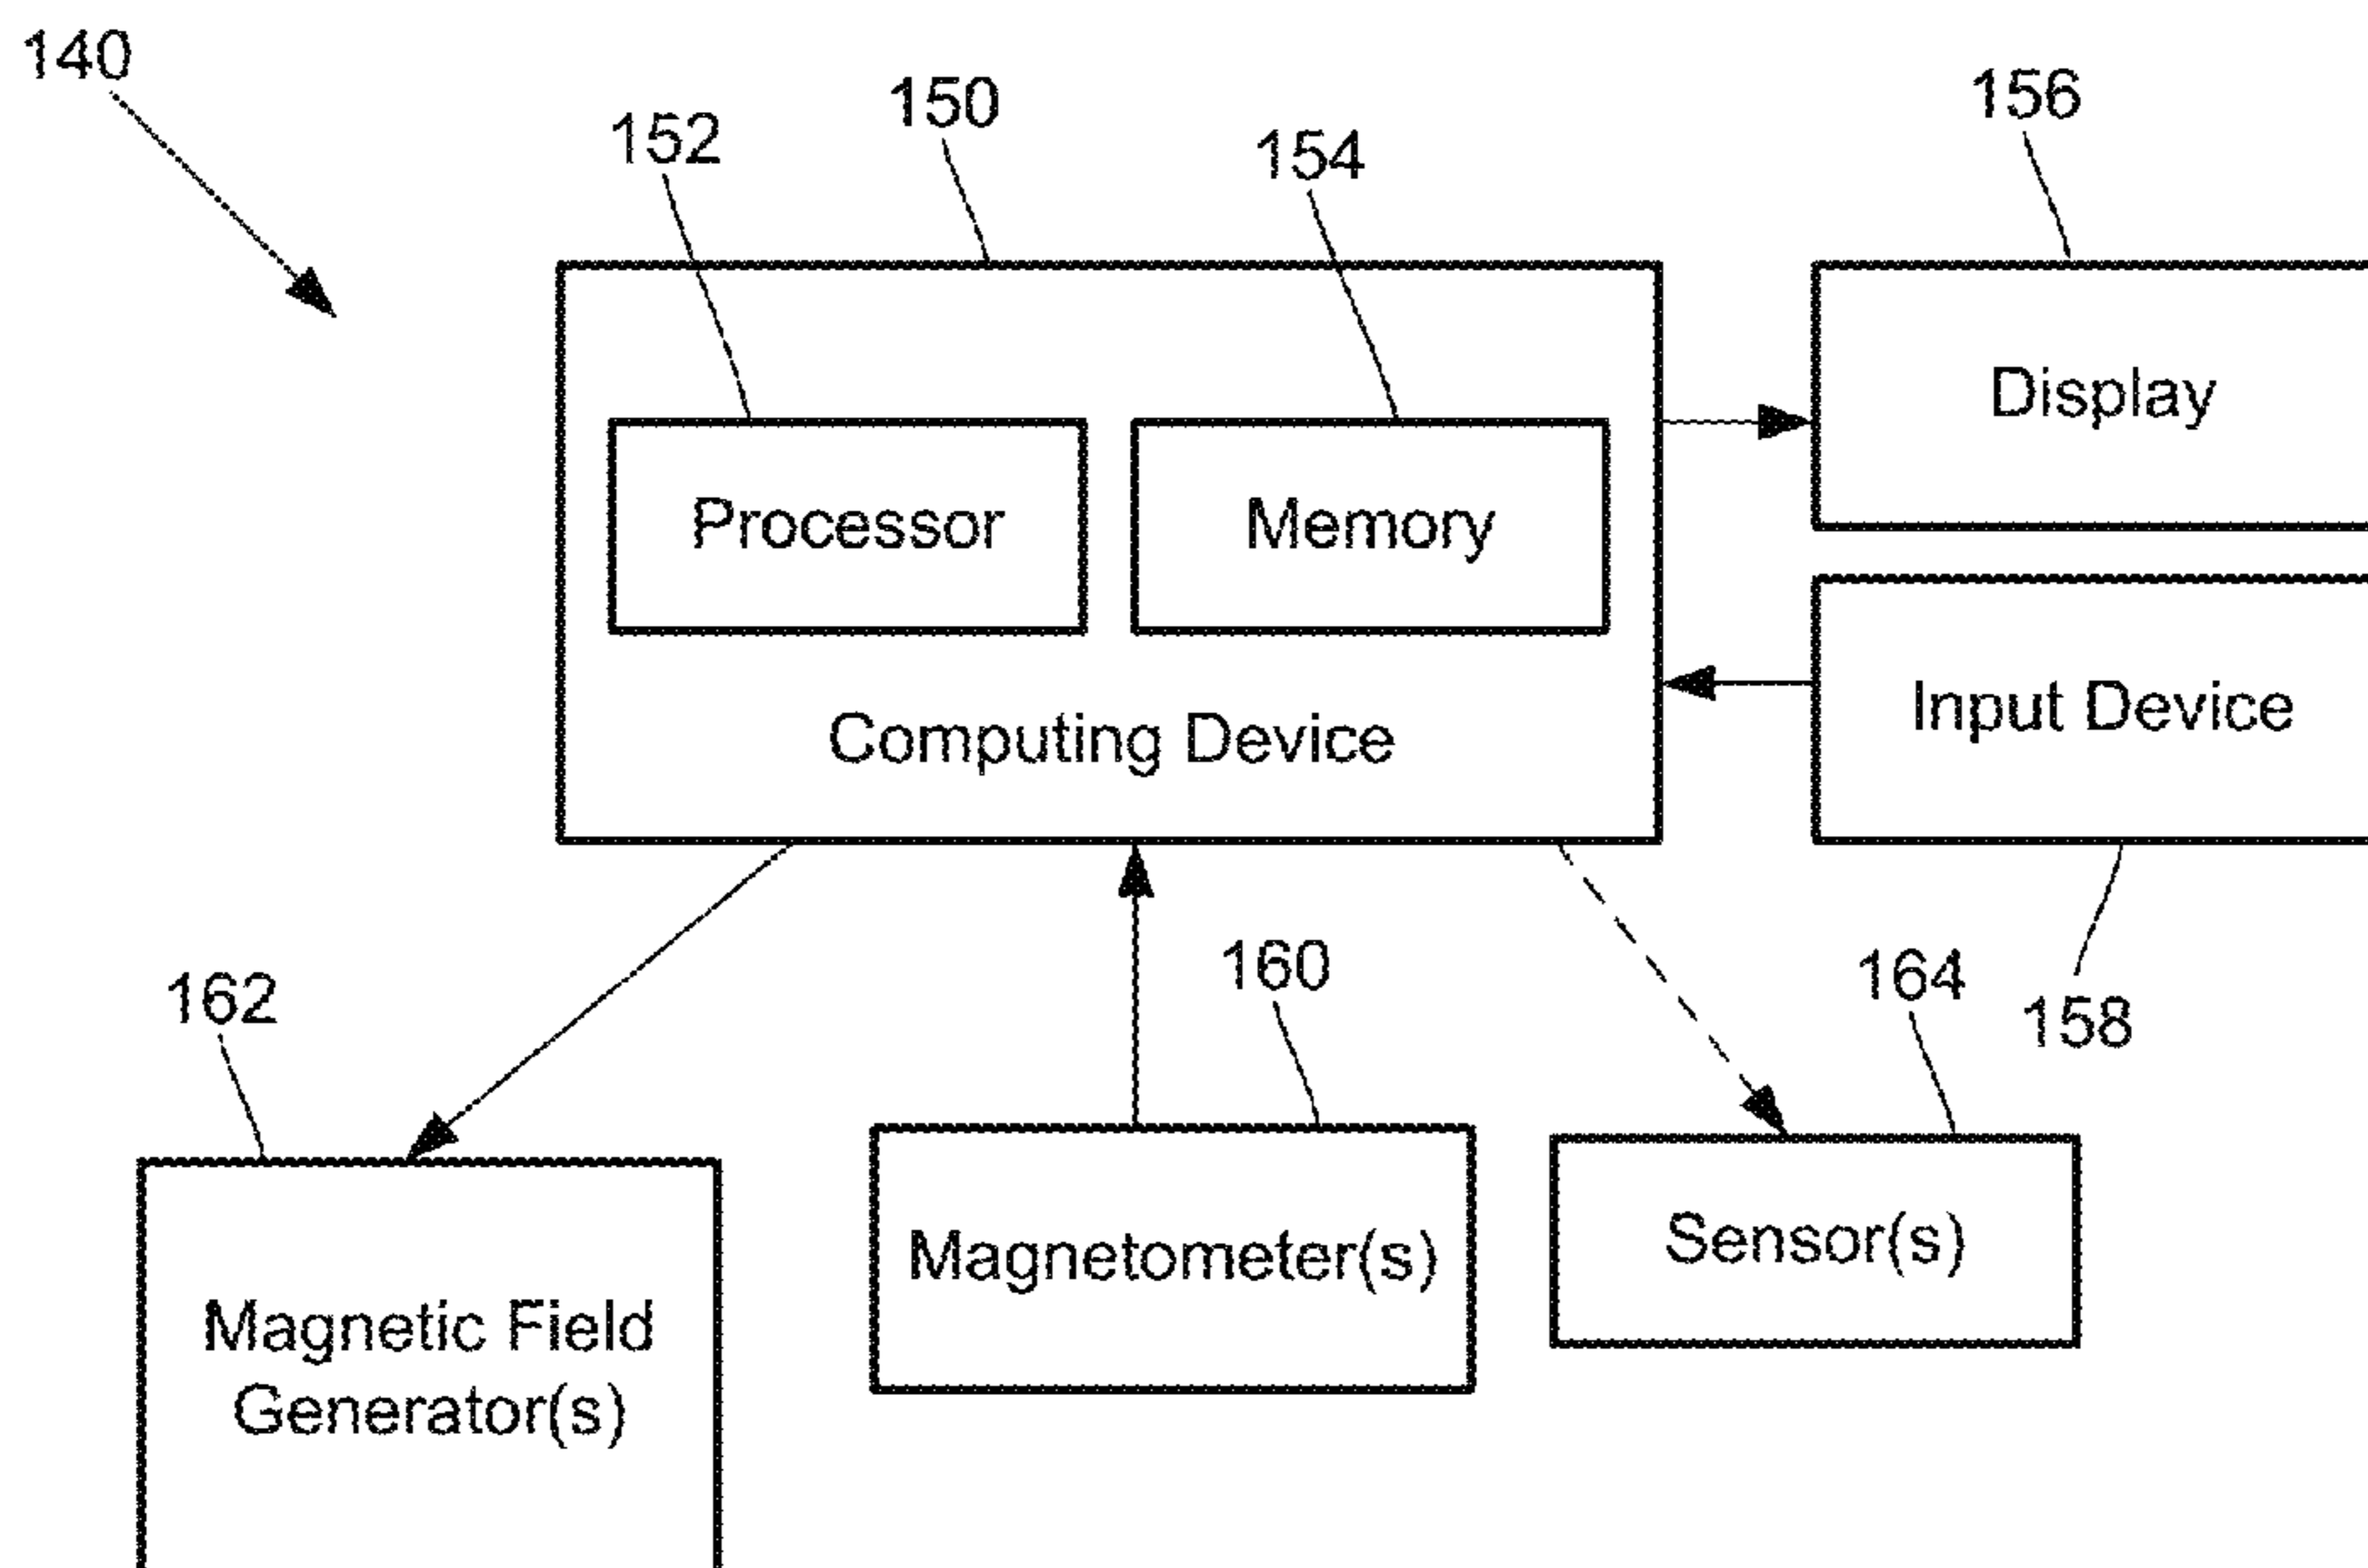 140
150
156
152
154
Display
Processor
Memory
Input Device
Computing Device
160
164
162
158
Sensor(s)
Magnetometer(s)
Magnetic Field
Generator(s)